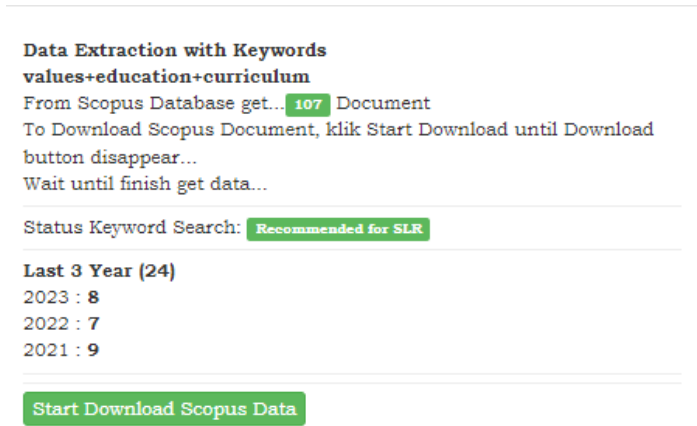 Data Extraction with Keywords
values+education+curriculum
From Scopus Database get... 107 Document
To Download Scopus Document, klik Start Download until Download
button disappear...
Wait until finish get data...
Status Keyword Search: Recommended for SLR
Last 3 Year (24)
2023 : 8
2022 : 7
2021 : 9
Start Download Scopus Data